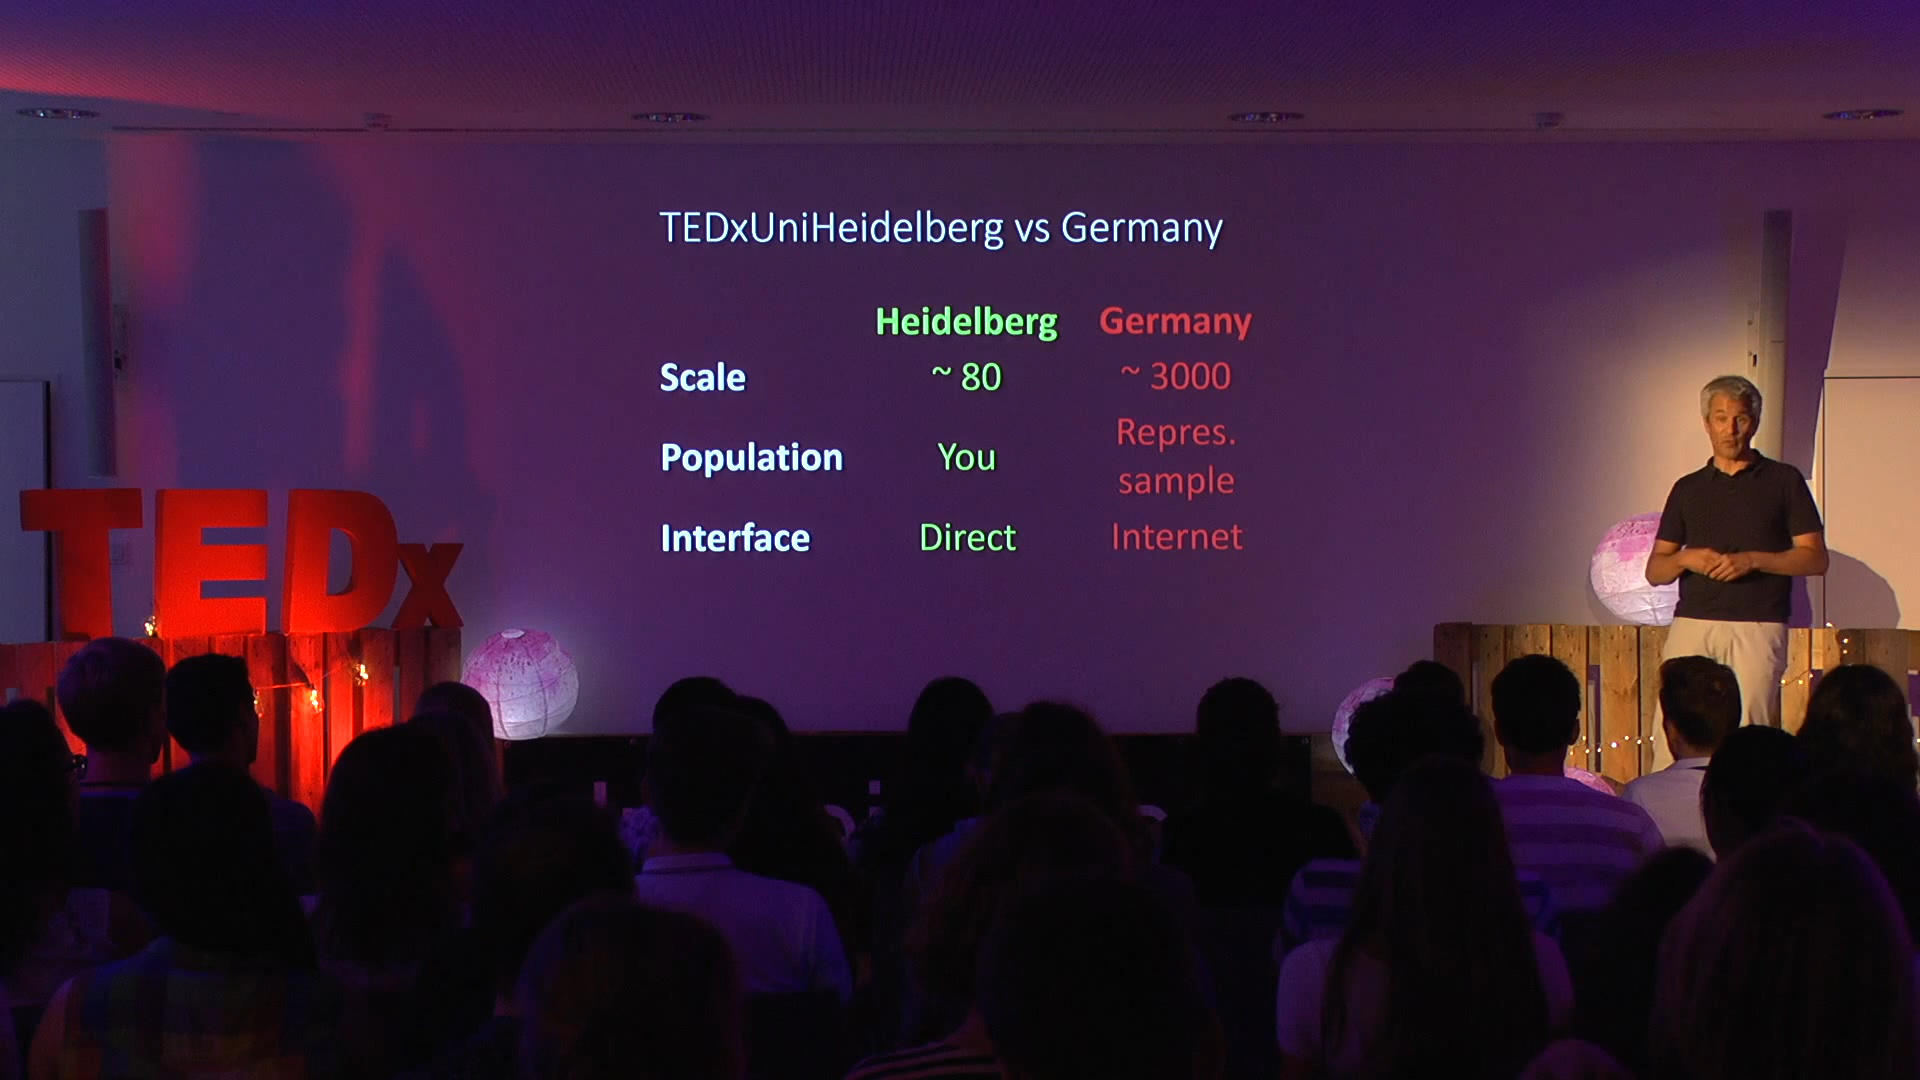 TEDxUniHeidelberg vs Germany
Heidelberg Germany
Scale ~ 80 ~ 3000
Population You Repres. sample
Interface Direct Internet
TEDx